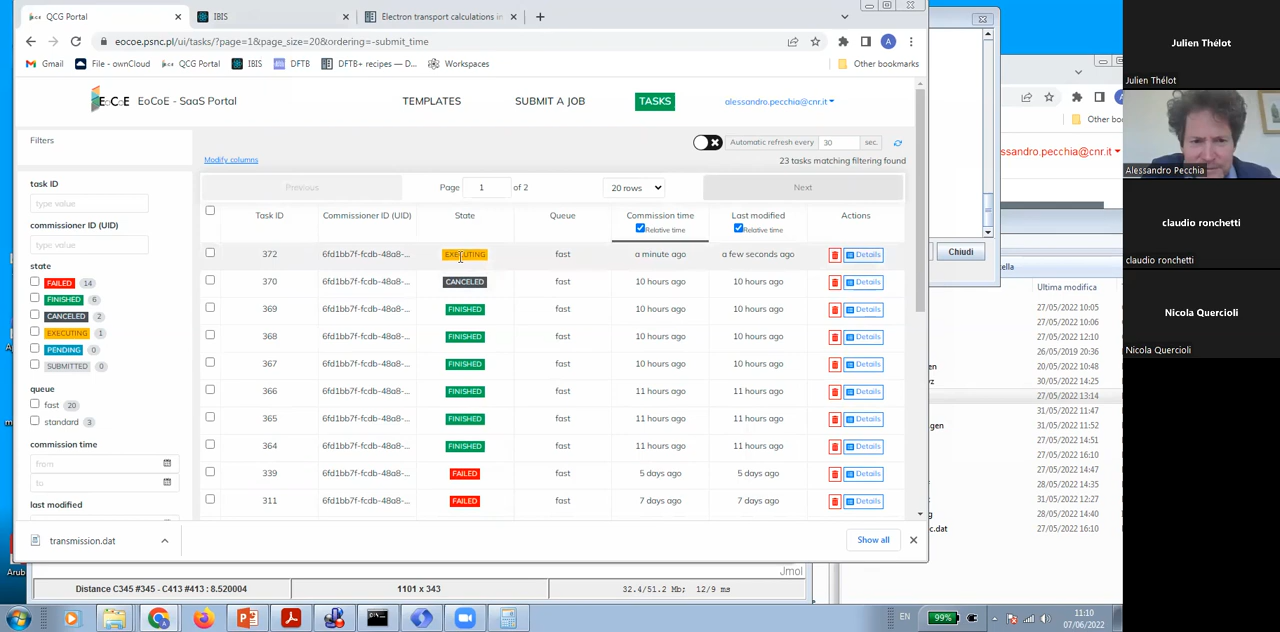 QCG Portal
IBIS
Electron transport calculations in
eocoe.psnc.pl/ui/tasks/?page=1&page_size=20&ordering=-submit_time
Gmail
File – ownCloud
QCG Portal
IBIS
DFTB
DFTB+ recipes — D...
Workspaces
Other bookmarks
EoCoE
EoCoE - SaaS Portal
TEMPLATES
SUBMIT A JOB
TASKS
alessandro.pecchia@cnr.it
Filters
Automatic refresh every 30 sec.
Modify columns
23 tasks matching filtering found
Previous
Page 1 of 2
20 rows
Next
task ID
type value
commissioner ID (UID)
type value
state
FAILED 14
FINISHED 6
CANCELED 2
EXECUTING 1
PENDING 0
SUBMITTED 0
queue
fast 20
standard 3
commission time
from
to
last modified
Task ID Commissioner ID (UID) State Queue Commission time Last modified Actions
Relative time Relative time
372 6fd1bb7f-fcdb-48a8-... EXECUTING fast a minute ago a few seconds ago Details
370 6fd1bb7f-fcdb-48a8-... CANCELED fast 10 hours ago 10 hours ago Details
369 6fd1bb7f-fcdb-48a8-... FINISHED fast 10 hours ago 10 hours ago Details
368 6fd1bb7f-fcdb-48a8-... FINISHED fast 10 hours ago 10 hours ago Details
367 6fd1bb7f-fcdb-48a8-... FINISHED fast 10 hours ago 10 hours ago Details
366 6fd1bb7f-fcdb-48a8-... FINISHED fast 11 hours ago 11 hours ago Details
365 6fd1bb7f-fcdb-48a8-... FINISHED fast 11 hours ago 11 hours ago Details
364 6fd1bb7f-fcdb-48a8-... FINISHED fast 11 hours ago 11 hours ago Details
339 6fd1bb7f-fcdb-48a8-... FAILED fast 5 days ago 5 days ago Details
311 6fd1bb7f-fcdb-48a8-... FAILED fast 7 days ago 7 days ago Details
transmission.dat
Show all
Jmol
Distance C345 #345 - C413 #413 : 8.520004
1101 x 343
32.4/51.2 Mb; 12/9 ms
Arub
Other boo
ssandro.pecchia@cnr.it
Chiudi
ella
Ultima modifica
27/05/2022 10:05
27/05/2022 10:06
27/05/2022 12:10
26/05/2019 20:36
en 20/05/2022 10:48
yz 30/05/2022 14:25
27/05/2022 13:14
31/05/2022 11:47
gen 31/05/2022 11:52
27/05/2022 14:51
27/05/2022 16:10
27/05/2022 14:47
31/05/2022 12:27
g 28/05/2022 14:40
c.dat 27/05/2022 16:10
EN
99%
11:10
07/06/2022
Julien Thélot
Julien Thélot
Alessandro Pecchia
claudio ronchetti
claudio ronchetti
Nicola Quercioli
Nicola Quercioli